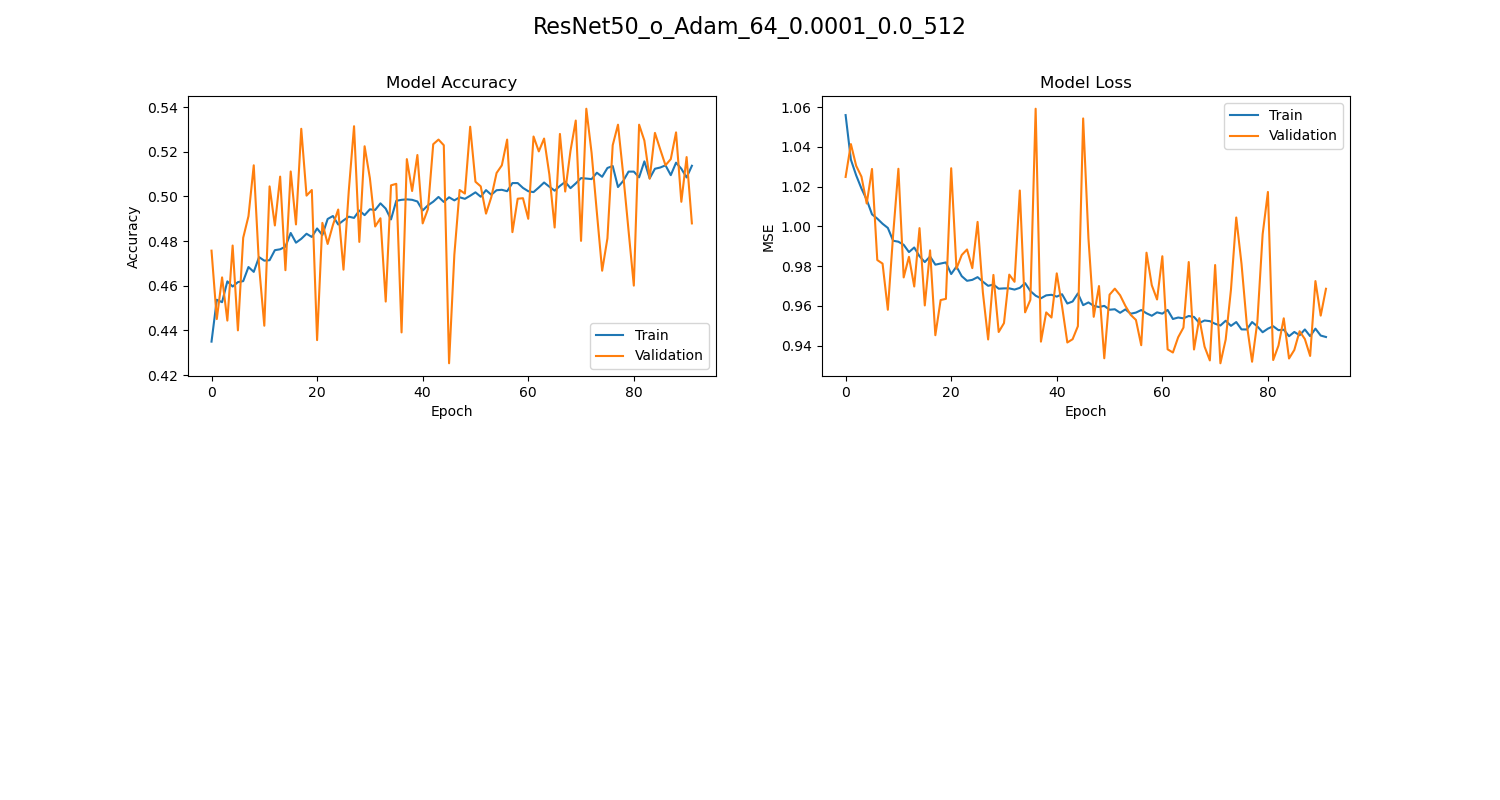 ResNet50_o_Adam_64_0.0001_0.0_512
Model Accuracy
Accuracy
0.54
0.52
0.50
0.48
0.46
0.44
0.42
Train
Validation
0
20
40
60
80
Epoch
Model Loss
MSE
1.06
1.04
1.02
1.00
0.98
0.96
0.94
Train
Validation
0
20
40
60
80
Epoch